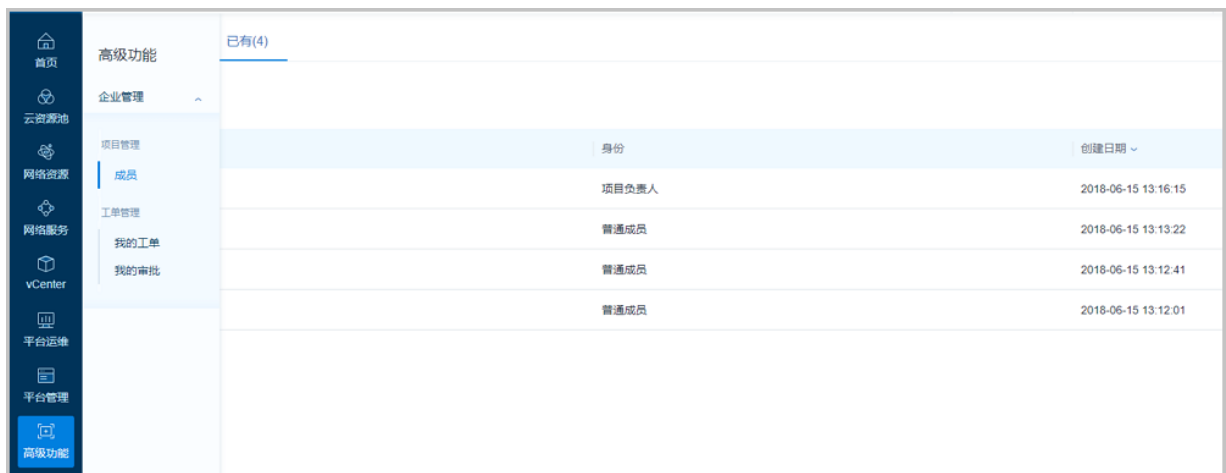 首页
云资源池
网络资源
网络服务
vCenter
平台运维
平台管理
高级功能
高级功能
企业管理
项目管理
成员
工单管理
我的工单
我的审批
已有(4)
身份 创建日期
项目负责人 2018-06-15 13:16:15
普通成员 2018-06-15 13:13:22
普通成员 2018-06-15 13:12:41
普通成员 2018-06-15 13:12:01